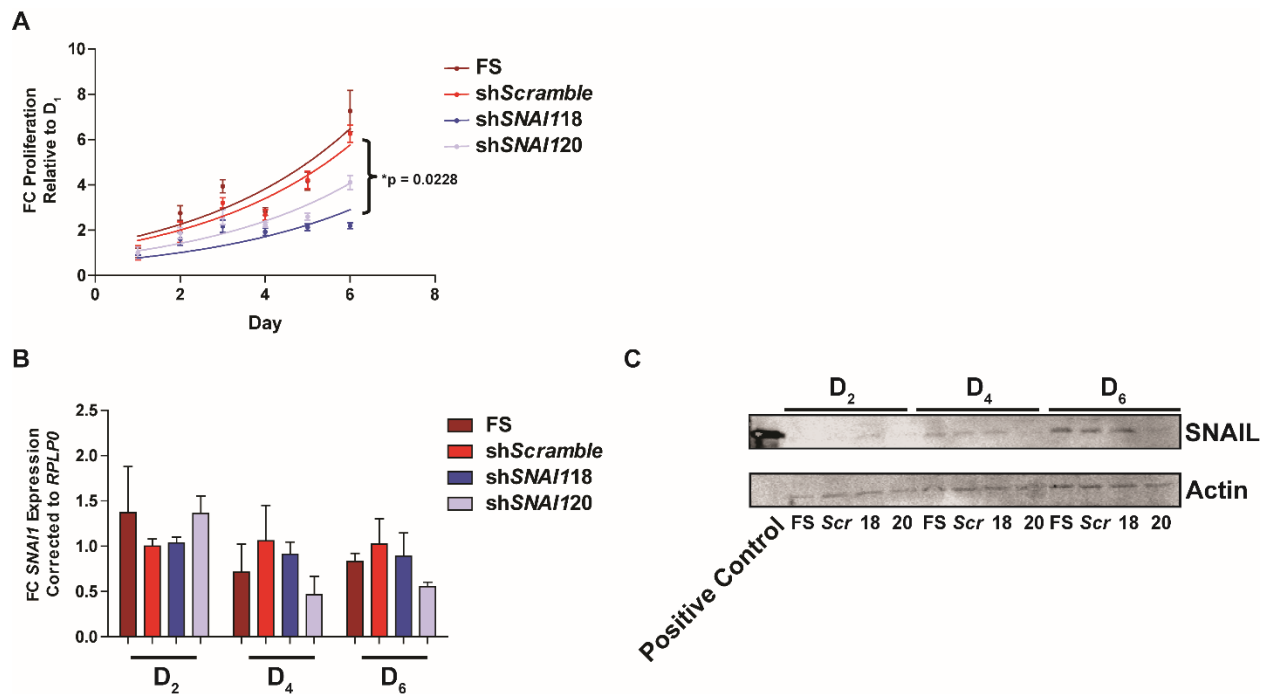 A
10
8
6
4
2
0
0
2
4
6
8
FC Proliferation
Relative to D₁
Day
FS
shScramble
shSNAI118
shSNAI120
*p = 0.0228
B
2.5
2.0
1.5
1.0
0.5
0.0
FC SNAI1 Expression
Corrected to RPLP0
D₂
D₄
D₆
FS
shScramble
shSNAI118
shSNAI120
C
D₂
D₄
D₆
SNAIL
Actin
Positive Control
FS Scr 18 20 FS Scr 18 20 FS Scr 18 20